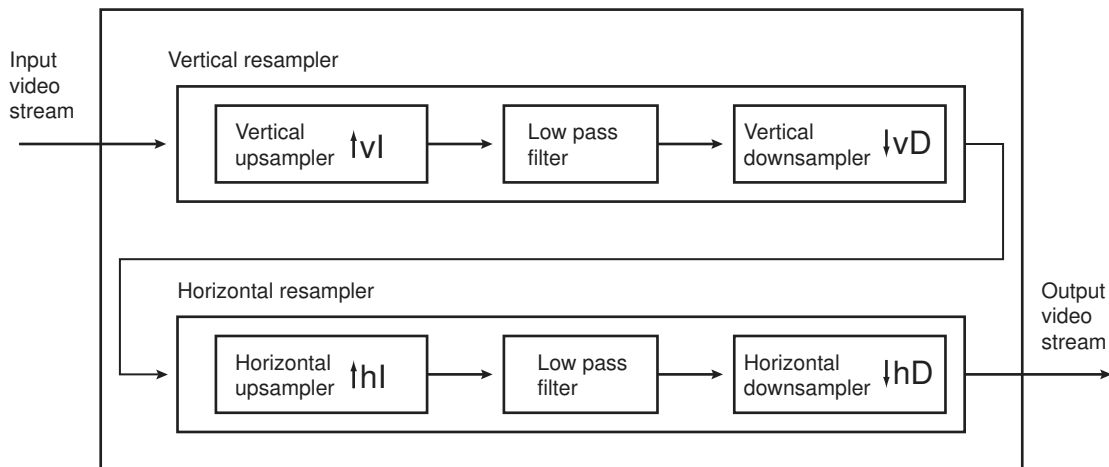 Input
video
stream
Vertical resampler
Vertical
upsampler ↑vI
Low pass
filter
Vertical
downsampler ↓vD
Horizontal resampler
Horizontal
upsampler ↑hI
Low pass
filter
Horizontal
downsampler ↓hD
Output
video
stream